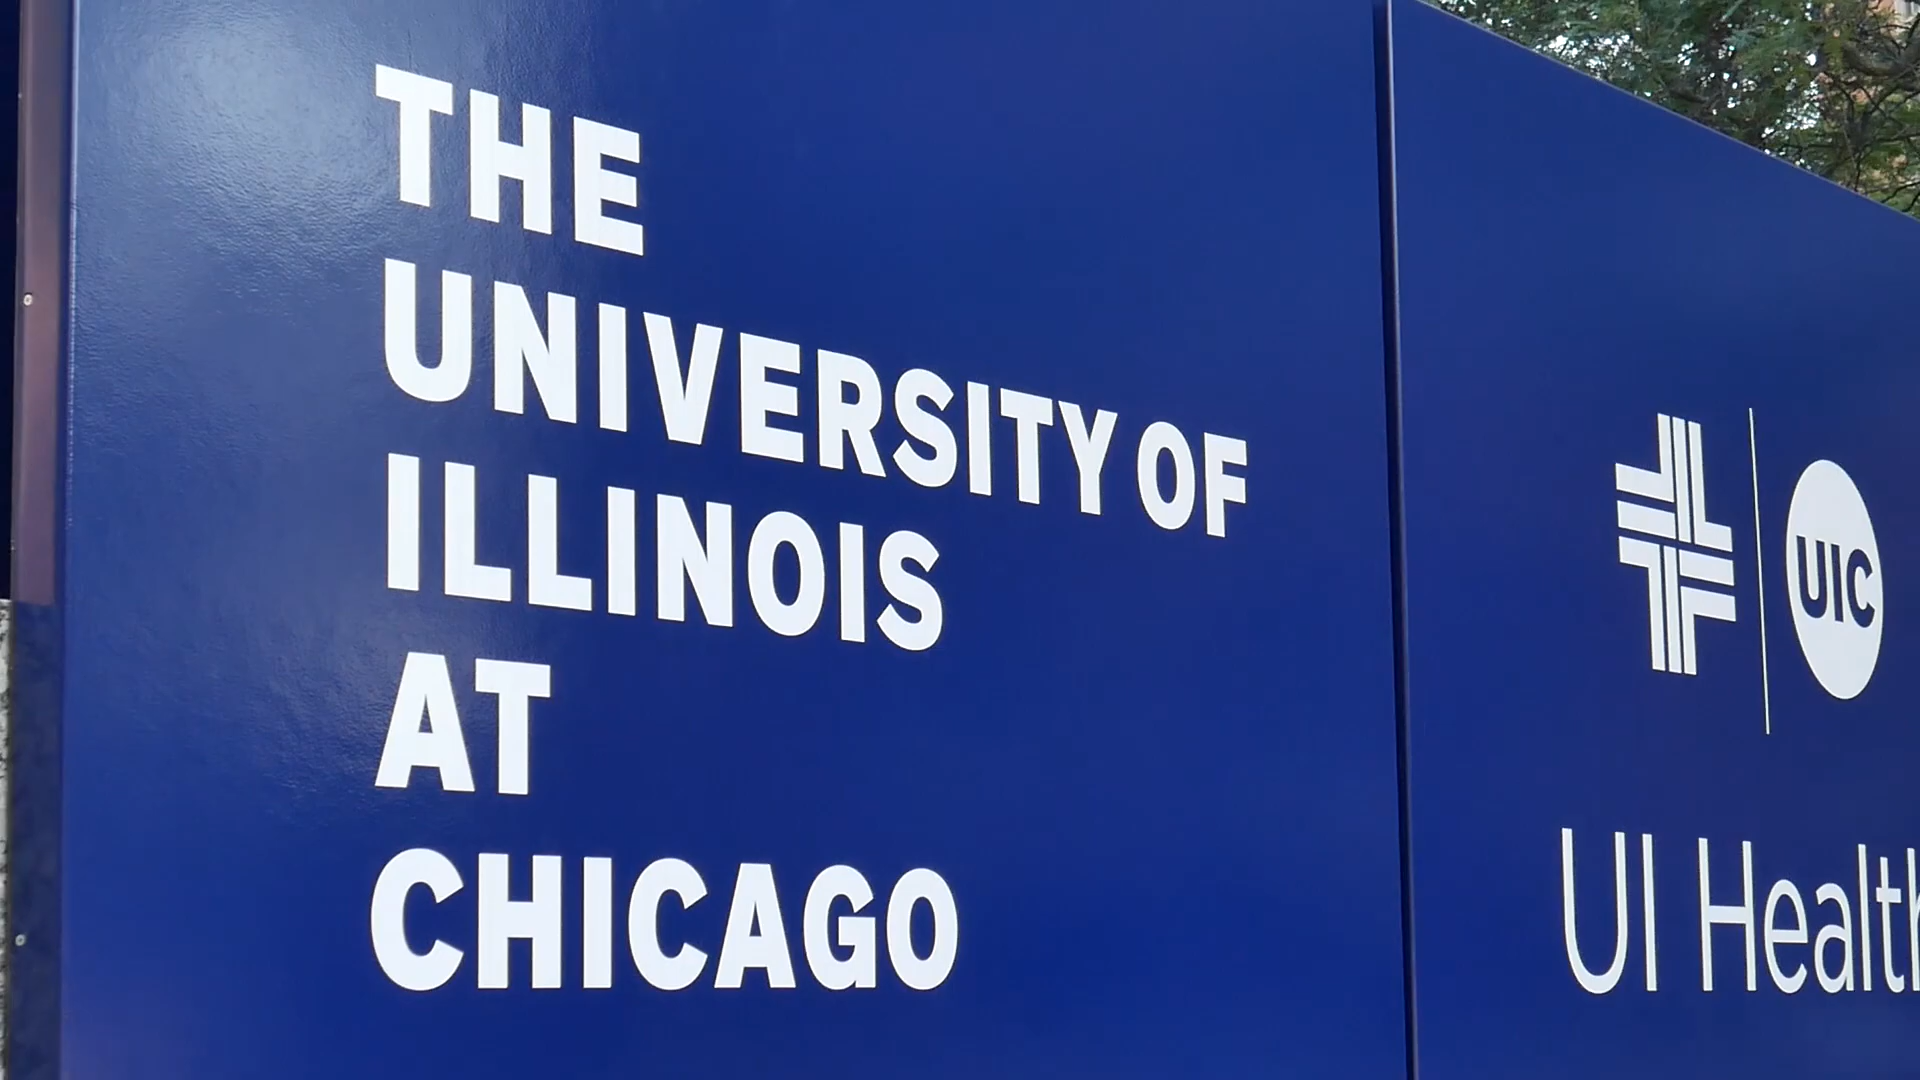 THE
UNIVERSITY OF
ILLINOIS
AT
CHICAGO
UIC
UI Health